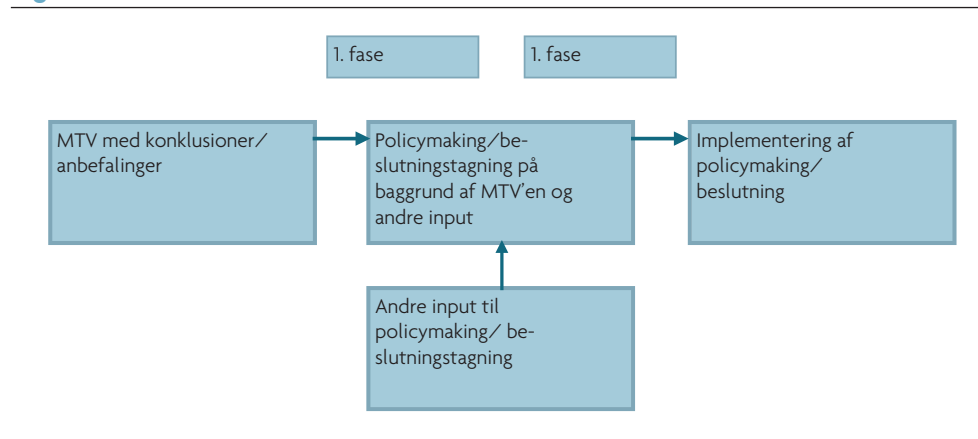 1. fase
1. fase
MTV med konklusioner/
anbefalinger
Policymaking/be-
slutningstagning på
baggrund af MTV'en og
andre input
Implementering af
policymaking/
beslutning
Andre input til
policymaking/ be-
slutningstagning